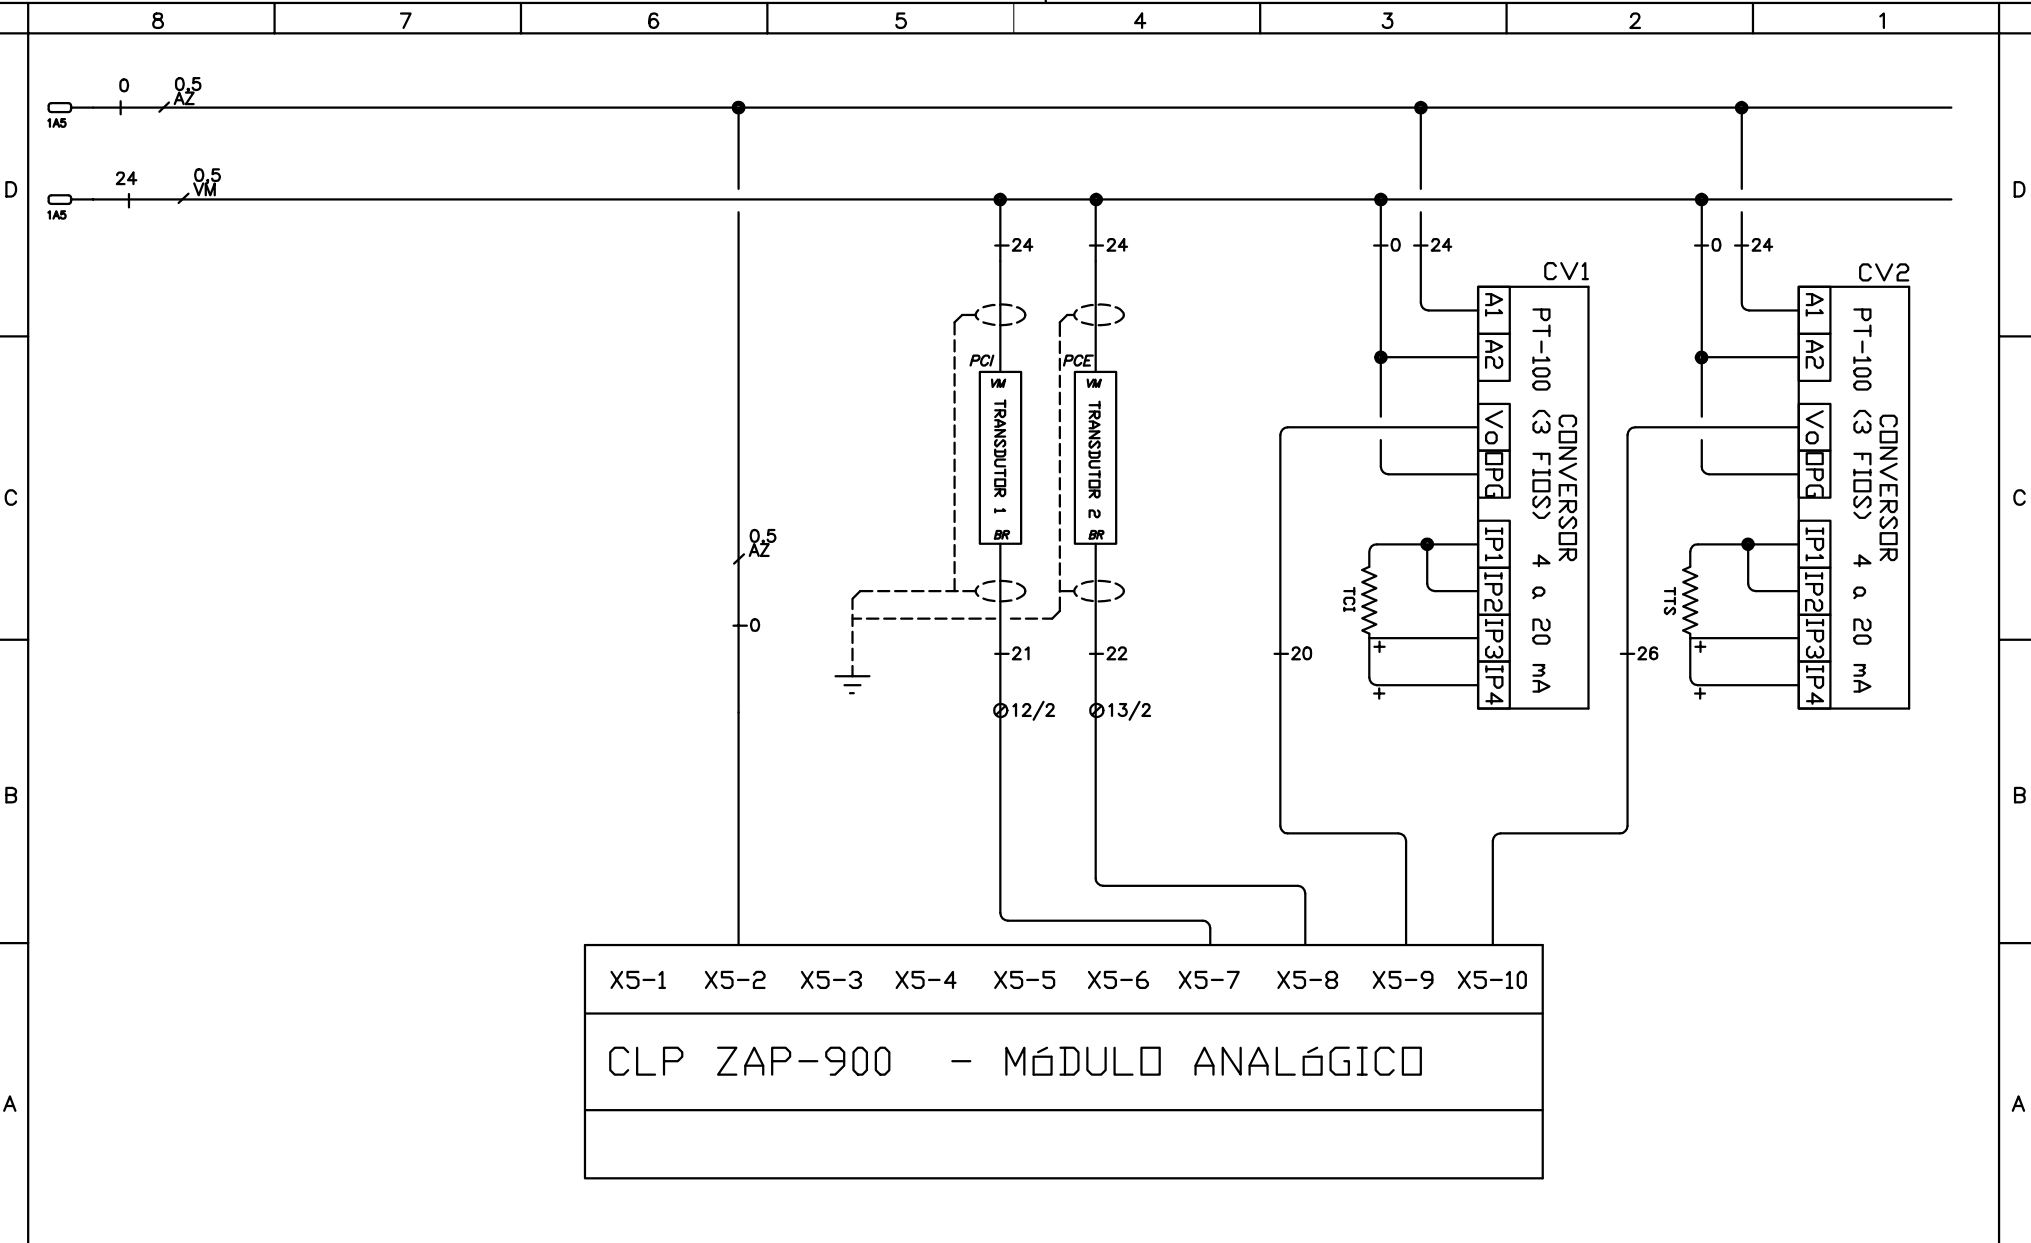 8 7 6 5 4 3 2 1
0 0,5
AZ
1A5
24 0,5
VM
1A5
D D
24 24 0 24 0 24
CV1 CV2
PCI PCE
VM TRANSDUTOR 1 BR
VM TRANSDUTOR 2 BR
A1 A2 Vo OPG IP1 IP2 IP3 IP4
CONVERSOR
PT-100 (3 FIOS) 4 a 20 mA
A1 A2 Vo OPG IP1 IP2 IP3 IP4
CONVERSOR
PT-100 (3 FIOS) 4 a 20 mA
C C
0,5
AZ
0
TCI
+
+
TTS
+
+
21 22 20 26
12/2 13/2
B B
X5-1 X5-2 X5-3 X5-4 X5-5 X5-6 X5-7 X5-8 X5-9 X5-10
CLP ZAP-900 - MóDULO ANALóGICO
A A